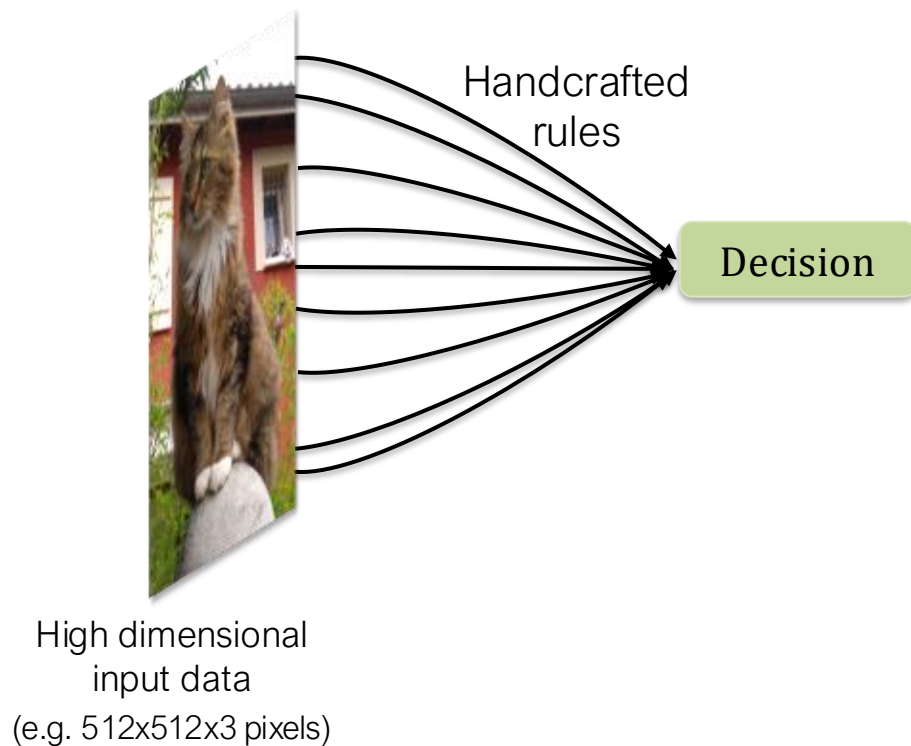 Handcrafted
rules
Decision
High dimensional
input data
(e.g. 512x512x3 pixels)